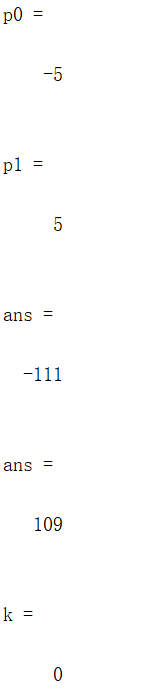 p0 =
-5
p1 =
5
ans =
-111
ans =
109
k =
0